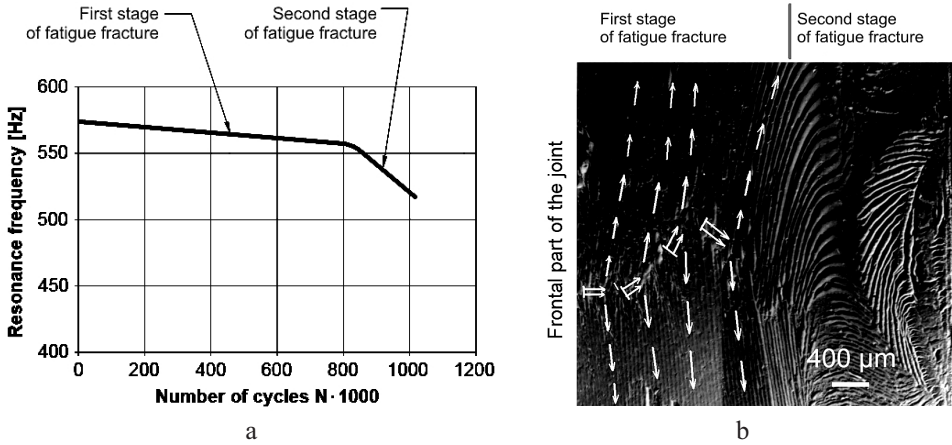 First stage
of fatigue fracture
Second stage
of fatigue fracture
600
550
500
450
400
Resonance frequency [Hz]
0 200 400 600 800 1000 1200
Number of cycles N·1000
a
First stage
of fatigue fracture
Second stage
of fatigue fracture
Frontal part of the joint
400 µm
b